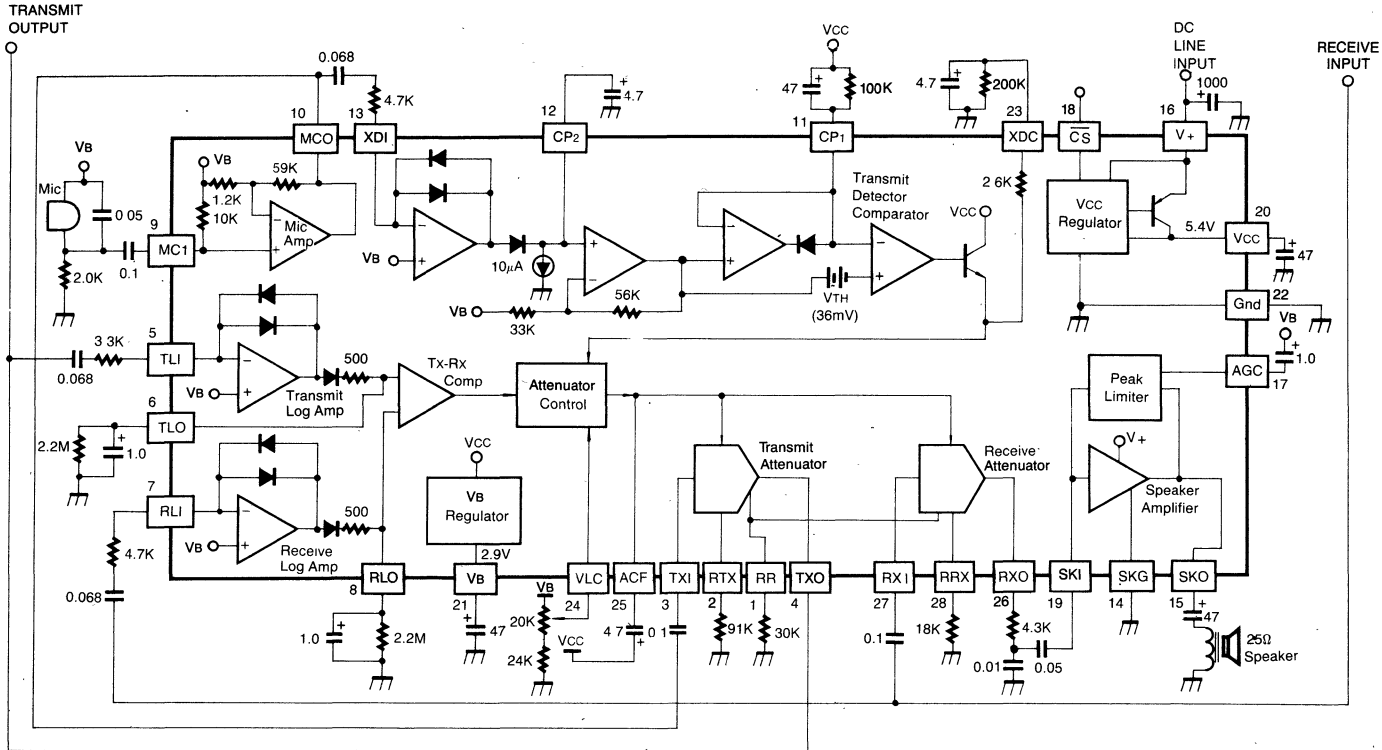 TRANSMIT
OUTPUT
DC
LINE
INPUT
RECEIVE
INPUT
VCC
0.068
4.7K
+
4.7
47
+
100K
4.7
+
200K
1000
+
10
13
12
11
23
18
16
MCO
XDI
CP2
CP1
XDC
CS
V+
VB
Mic
0 05
VB
59K
1.2K
10K
Mic
Amp
9
MC1
0.1
2.0K
VB
10µA
VB
33K
56K
VTH
(36mV)
Transmit
Detector
Comparator
VCC
2 6K
VCC
Regulator
5.4V
20
VCC
+
47
22
Gnd
VB
+
1.0
AGC
17
5
TLI
3 3K
0.068
VB
500
Transmit
Log Amp
Tx-Rx
Comp
Attenuator
Control
Peak
Limiter
6
TLO
2.2M
+
1.0
7
RLI
4.7K
0.068
VB
500
Receive
Log Amp
VCC
VB
Regulator
2.9V
Transmit
Attenuator
Receive
Attenuator
V+
Speaker
Amplifier
RLO
8
VB
21
VLC
24
ACF
25
TXI
3
RTX
2
RR
1
TXO
4
RXI
27
RRX
28
RXO
26
SKI
19
SKG
14
SKO
15
1.0
+
2.2M
+
47
VB
20K
24K
VCC
4 7
+
0 1
91K
30K
0.1
18K
4.3K
0.01
0.05
+
47
25Ω
Speaker